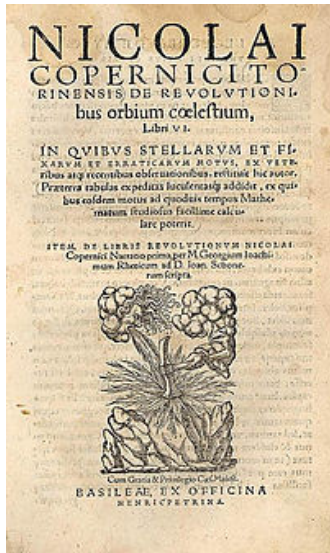 NICOLAI
COPERNICI TO-
RINENSIS DE REVOLVTIONI-
bus orbium cœlestium,
Libri VI.
IN QVIBVS STELLARVM ET FI-
XARVM ET ERRATICARVM MOTVS, EX VETE-
ribus atq; recentibus obseruationibus, restituit hic autor.
Præterea tabulas expeditas luculentasq; addidit, ex qui-
bus eosdem motus ad quoduis tempus Mathe-
matum studiosus facillime calcu-
lare poterit.
ITEM, DE LIBRIS REVOLVTIONVM NICOLAI
Copernici Narratio prima, per M. Georgium Ioachi-
mum Rheticum ad D. Ioan. Schone-
rum scripta.
Cum Gratia & Priuilegio Cæs. Maiest.
BASILEAE, EX OFFICINA
HENRICPETRINA.